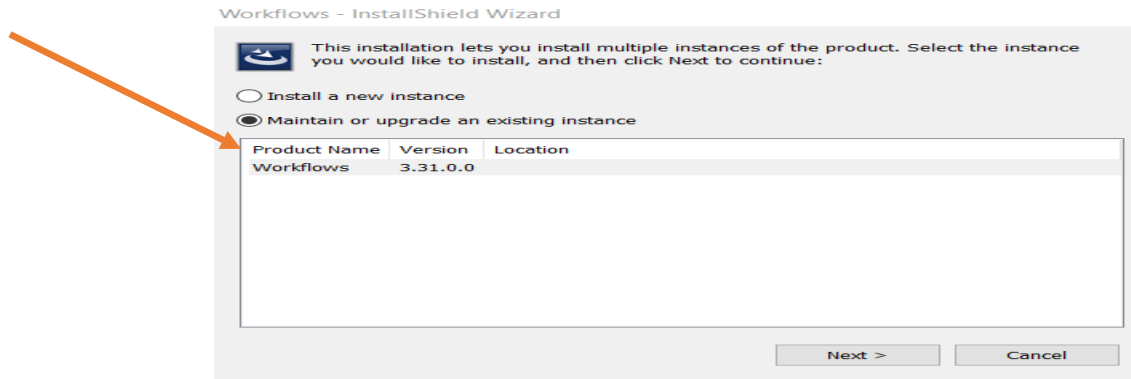 Workflows - InstallShield Wizard
This installation lets you install multiple instances of the product. Select the instance
you would like to install, and then click Next to continue:
Install a new instance
Maintain or upgrade an existing instance
Product Name Version Location
Workflows 3.31.0.0
Next > Cancel